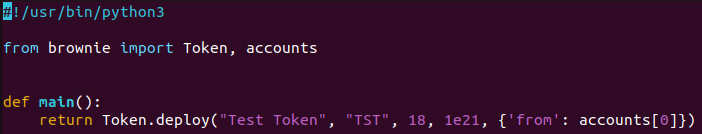 #!/usr/bin/python3
from brownie import Token, accounts
def main():
    return Token.deploy("Test Token", "TST", 18, 1e21, {'from': accounts[0]})